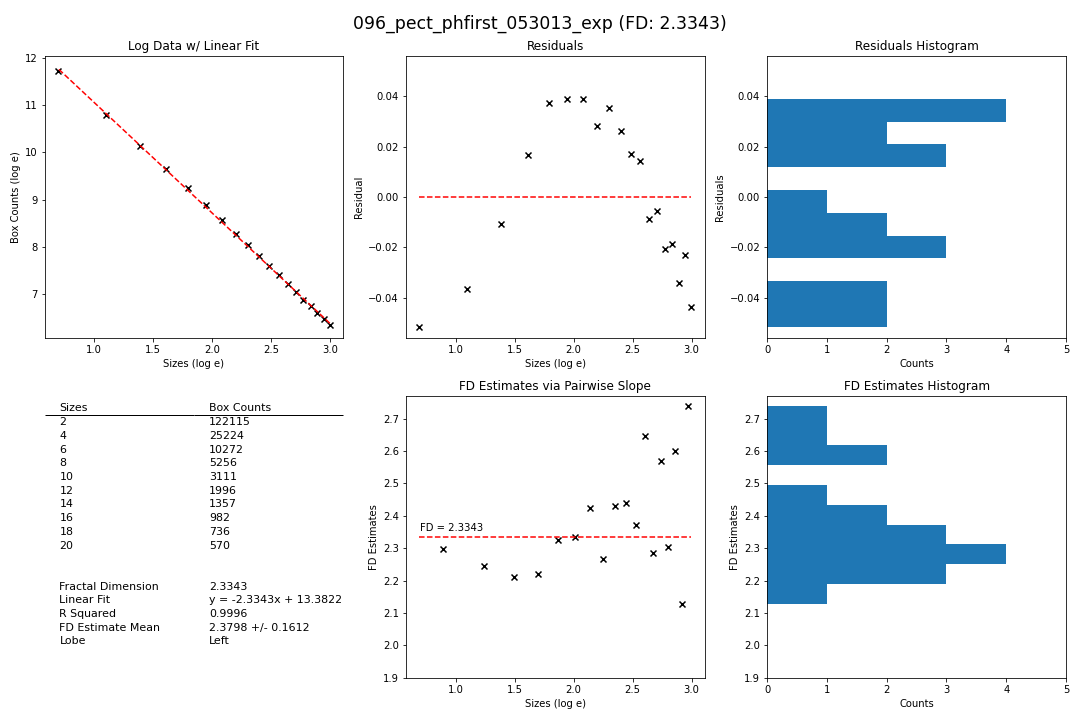 096_pect_phfirst_053013_exp (FD: 2.3343)
Log Data w/ Linear Fit
Box Counts (log e)
12
11
10
9
8
7
1.0 1.5 2.0 2.5 3.0
Sizes (log e)
Residuals
Residual
0.04
0.02
0.00
−0.02
−0.04
1.0 1.5 2.0 2.5 3.0
Sizes (log e)
Residuals Histogram
Residuals
0.04
0.02
0.00
−0.02
−0.04
0 1 2 3 4 5
Counts
Sizes Box Counts
2 122115
4 25224
6 10272
8 5256
10 3111
12 1996
14 1357
16 982
18 736
20 570
Fractal Dimension 2.3343
Linear Fit y = -2.3343x + 13.3822
R Squared 0.9996
FD Estimate Mean 2.3798 +/- 0.1612
Lobe Left
FD Estimates via Pairwise Slope
FD Estimates
2.7
2.6
2.5
2.4
2.3
2.2
2.1
2.0
1.9
FD = 2.3343
1.0 1.5 2.0 2.5 3.0
Sizes (log e)
FD Estimates Histogram
FD Estimates
2.7
2.6
2.5
2.4
2.3
2.2
2.1
2.0
1.9
0 1 2 3 4 5
Counts